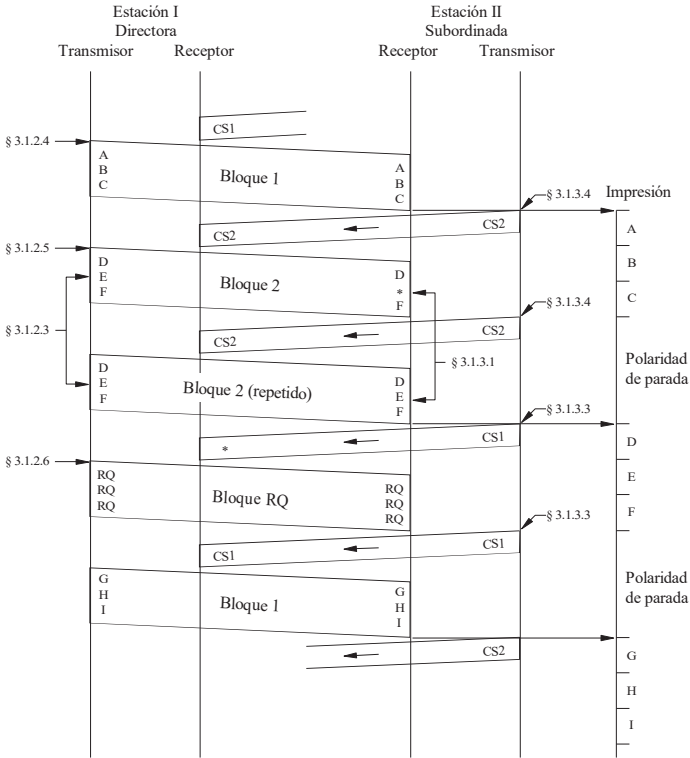 Estación I
Directora
Estación II
Subordinada
Transmisor
Receptor
Receptor
Transmisor
CS1
§ 3.1.2.4
A
B
C
Bloque 1
A
B
C
§ 3.1.3.4
Impresión
CS2
CS2
A
§ 3.1.2.5
B
D
E
F
Bloque 2
D
*
F
C
§ 3.1.3.4
§ 3.1.2.3
CS2
CS2
§ 3.1.3.1
Polaridad
de parada
D
E
F
Bloque 2 (repetido)
D
E
F
§ 3.1.3.3
*
CS1
D
§ 3.1.2.6
E
RQ
RQ
RQ
Bloque RQ
RQ
RQ
RQ
F
§ 3.1.3.3
CS1
CS1
G
H
I
Bloque 1
G
H
I
Polaridad
de parada
CS2
G
H
I